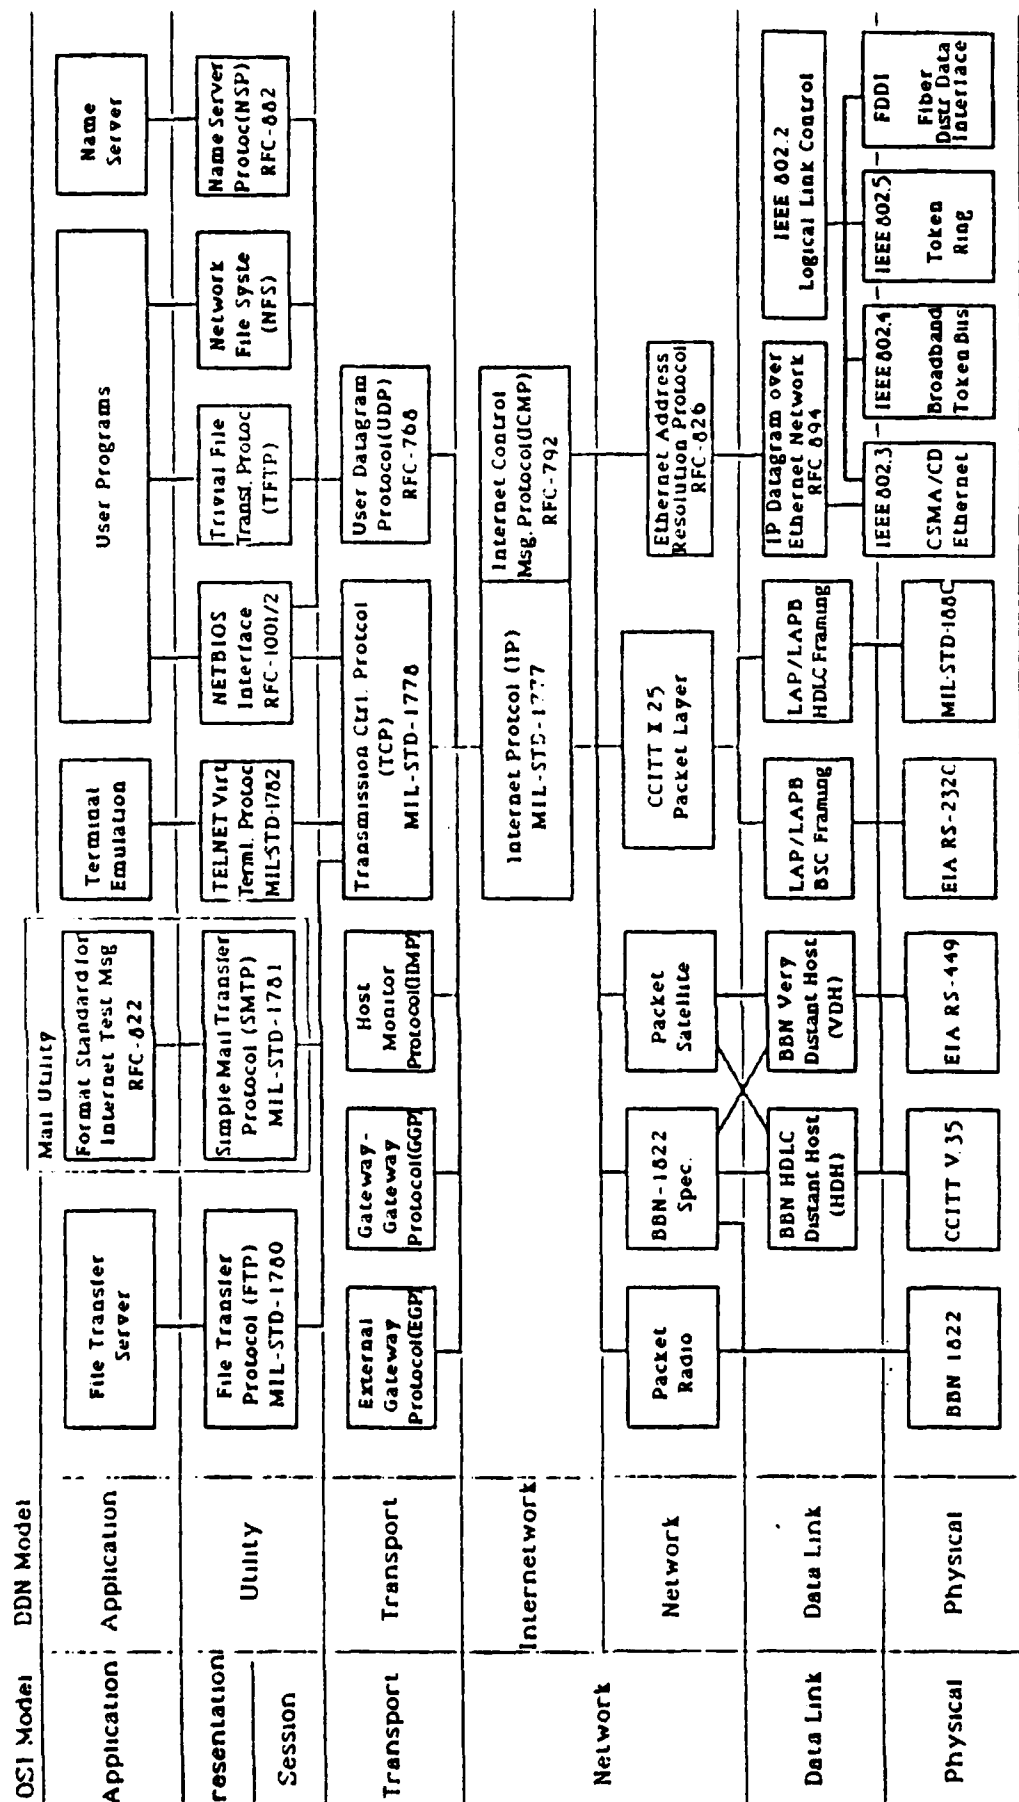 OSI Model
DDN Model
Application
Application
resentation
Session
Utility
Transport
Transport
Network
Internetwork
Network
Data Link
Data Link
Physical
Physical
File Transfer
Server
Mail Utility
Format Standard for
Internet Test Msg
RFC-822
Terminal
Emulation
User Programs
Name
Server
File Transfer
Protocol (FTP)
MIL-STD-1780
Simple Mail Transfer
Protocol (SMTP)
MIL-STD-1781
TELNET Virt
Terml. Protoc
MIL-STD-1782
NETBIOS
Interface
RFC-1001/2
Trivial File
Transf. Protoc
(TFTP)
Network
File Syste
(NFS)
Name Server
Protoc(NSP)
RFC-882
External
Gateway
Protocol(EGP)
Gateway-
Gateway
Protocol(GGP)
Host
Monitor
Protocol(HMP)
Transmission Ctrl. Protcol
(TCP)
MIL-STD-1778
User Datagram
Protocol(UDP)
RFC-768
Internet Protcol (IP)
MIL-STD-1777
Internet Control
Msg. Protocol(ICMP)
RFC-792
Packet
Radio
BBN-1822
Spec.
Packet
Satellite
CCITT X 25
Packet Layer
Ethernet Address
Resolution Protocol
RFC-826
BBN HDLC
Distant Host
(HDH)
BBN Very
Distant Host
(VDH)
LAP/LAPB
BSC Framing
LAP/LAPB
HDLC Framing
IP Datagram over
Ethernet Network
RFC 894
IEEE 802.2
Logical Link Control
BBN 1822
CCITT V.35
EIA RS-449
EIA RS-232C
MIL-STD-188C
IEEE 802.3
CSMA/CD
Ethernet
IEEE 802.4
Broadband
Token Bus
IEEE 802.5
Token
Ring
FDDI
Fiber
Distr Data
Interface